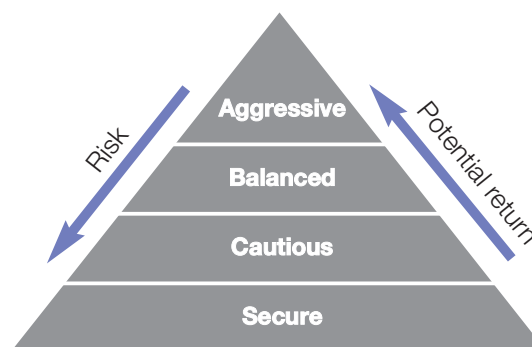 Aggressive
Risk
Potential return
Balanced
Cautious
Secure